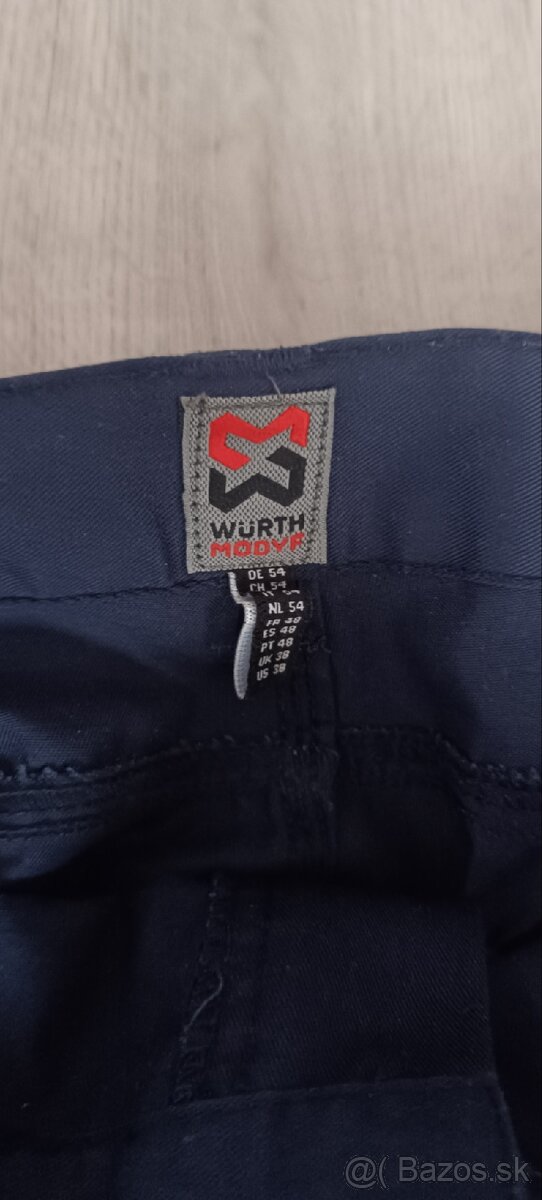 WÜRTH
MODYF
DE 54
CH 54
NL 54
FR 48
ES 48
PT 48
UK 38
US 38
@( Bazos.sk